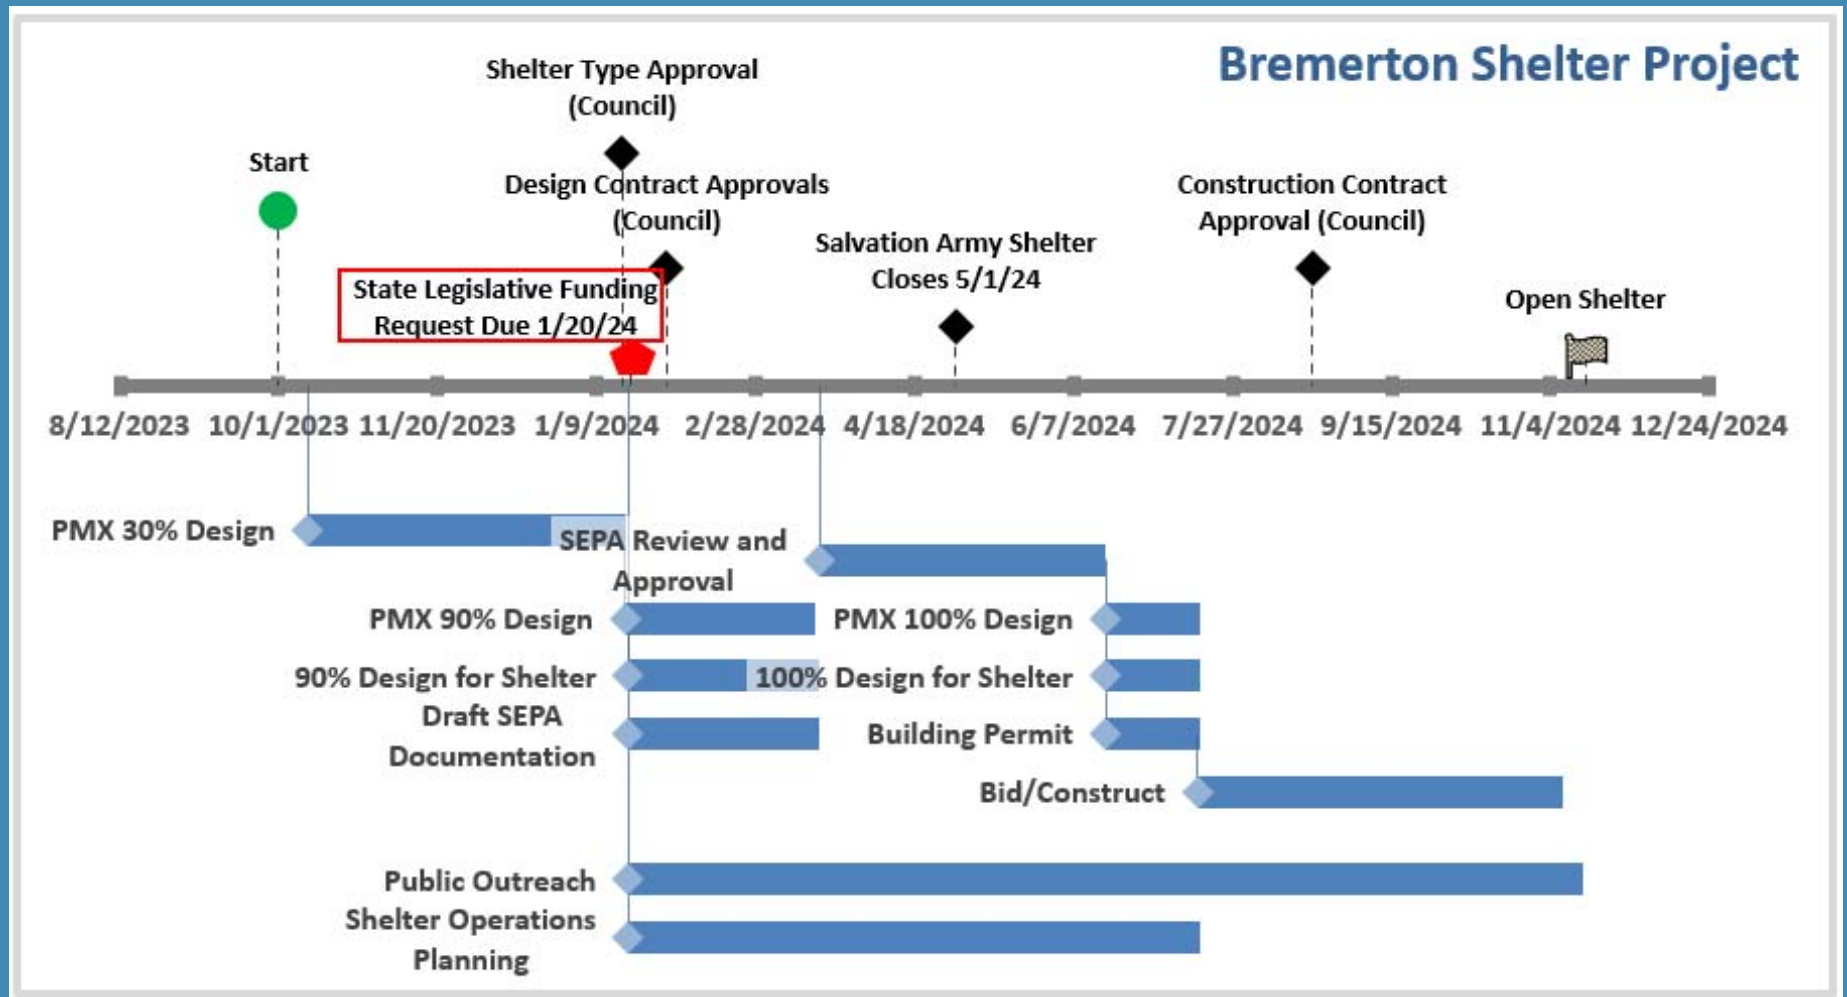 Bremerton Shelter Project
Shelter Type Approval
(Council)
Start
Design Contract Approvals
(Council)
Construction Contract
Approval (Council)
Salvation Army Shelter
Closes 5/1/24
State Legislative Funding
Request Due 1/20/24
Open Shelter
8/12/2023 10/1/2023 11/20/2023 1/9/2024 2/28/2024 4/18/2024 6/7/2024 7/27/2024 9/15/2024 11/4/2024 12/24/2024
PMX 30% Design
SEPA Review and
Approval
PMX 90% Design
PMX 100% Design
90% Design for Shelter
100% Design for Shelter
Draft SEPA
Documentation
Building Permit
Bid/Construct
Public Outreach
Shelter Operations
Planning